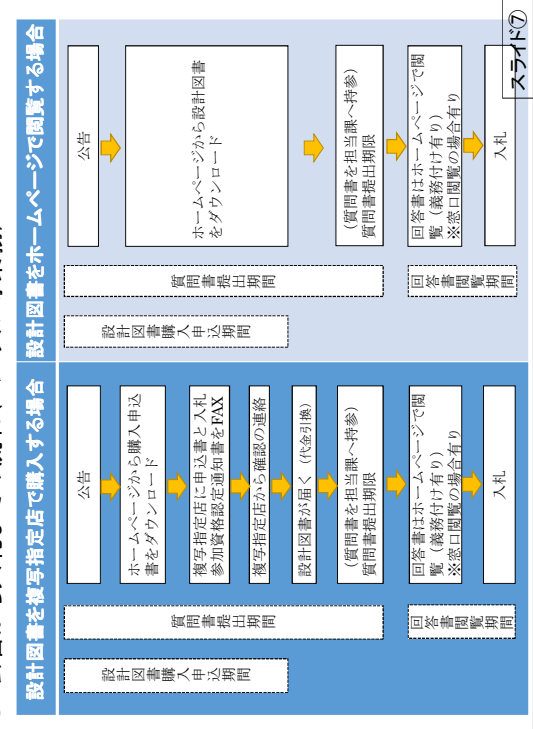 設計図書を複写指定店で購入する場合
公告
ホームページから購入申込
書をダウンロード
複写指定店に申込書と入札
参加資格認定通知書をFAX
複写指定店から確認の連絡
設計図書が届く（代金引換）
（質問書を担当課へ持参）
質問書提出期限
回答書はホームページで閲
覧（義務付け有り）
※窓口閲覧の場合有り
入札
質問書提出期間
回答書閲覧期間
設計図書購入申込期間
設計図書をホームページで閲覧する場合
公告
ホームページから設計図書
をダウンロード
（質問書を担当課へ持参）
質問書提出期限
回答書はホームページで閲
覧（義務付け有り）
※窓口閲覧の場合有り
入札
質問書提出期間
回答書閲覧期間
設計図書購入申込期間
スライド⑦